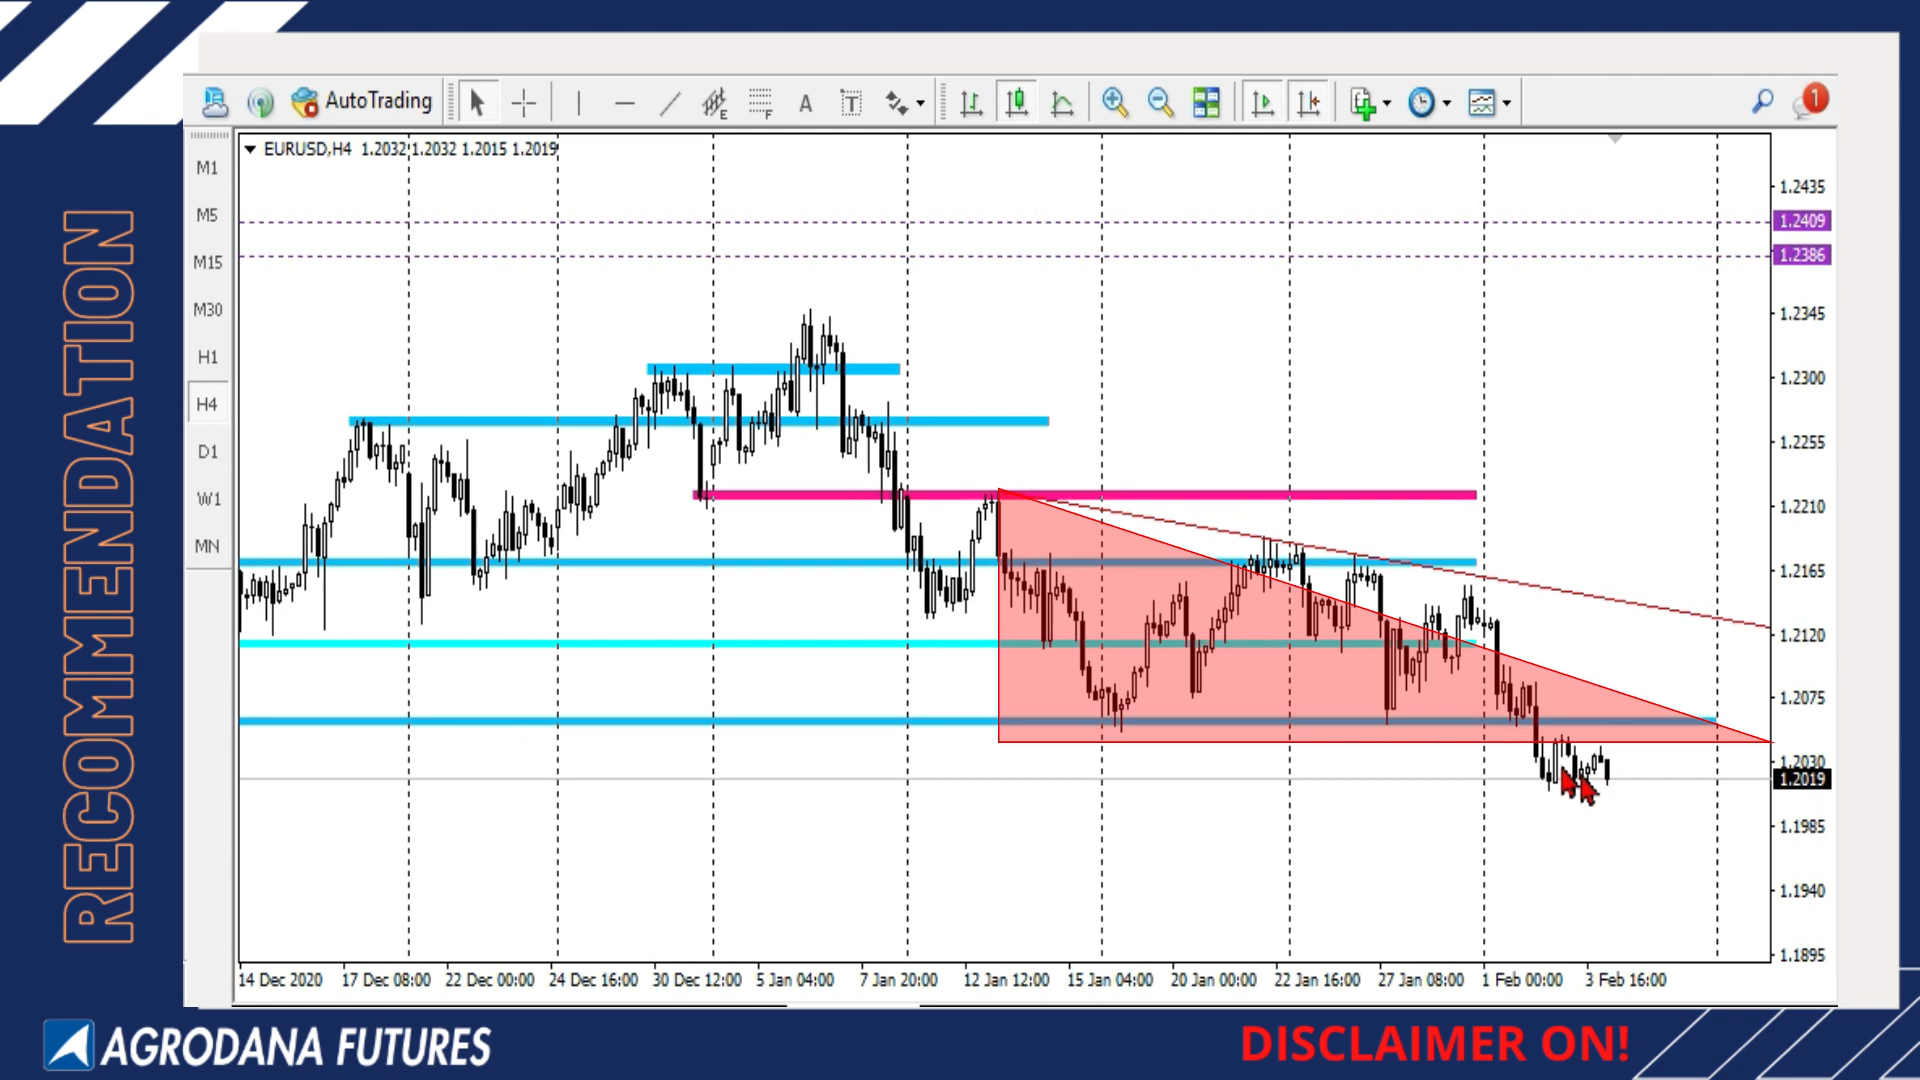 AutoTrading
E
F
A
T
1
EURUSD,H4 1.2032 1.2032 1.2015 1.2019
M1
M5
M15
M30
H1
H4
D1
W1
MN
RECOMMENDATION
1.2435
1.2409
1.2386
1.2345
1.2300
1.2255
1.2210
1.2165
1.2120
1.2075
1.2030
1.2019
1.1985
1.1940
1.1895
14 Dec 2020 17 Dec 08:00 22 Dec 00:00 24 Dec 16:00 30 Dec 12:00 5 Jan 04:00 7 Jan 20:00 12 Jan 12:00 15 Jan 04:00 20 Jan 00:00 22 Jan 16:00 27 Jan 08:00 1 Feb 00:00 3 Feb 16:00
AGRODANA FUTURES
DISCLAIMER ON!